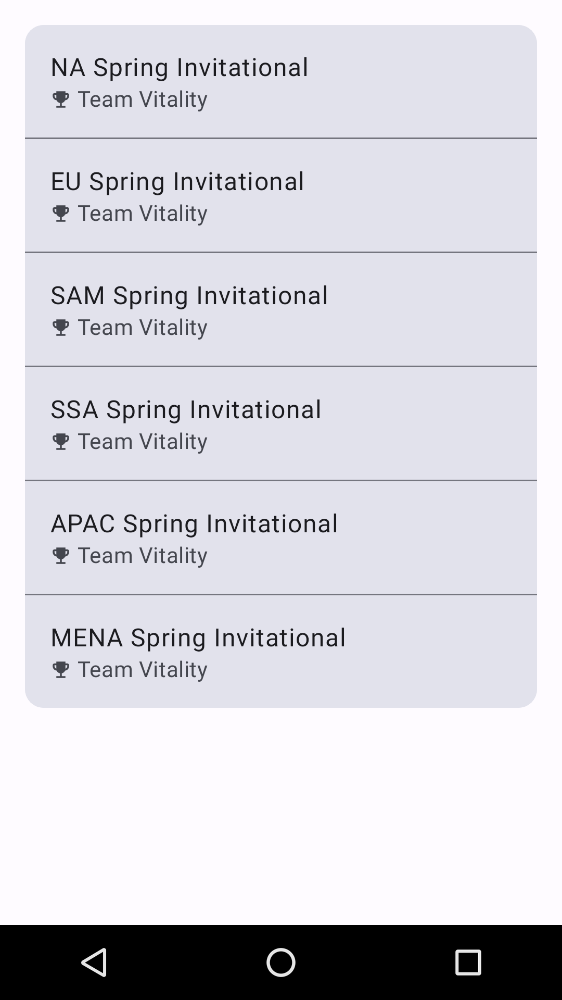 NA Spring Invitational
Team Vitality
EU Spring Invitational
Team Vitality
SAM Spring Invitational
Team Vitality
SSA Spring Invitational
Team Vitality
APAC Spring Invitational
Team Vitality
MENA Spring Invitational
Team Vitality